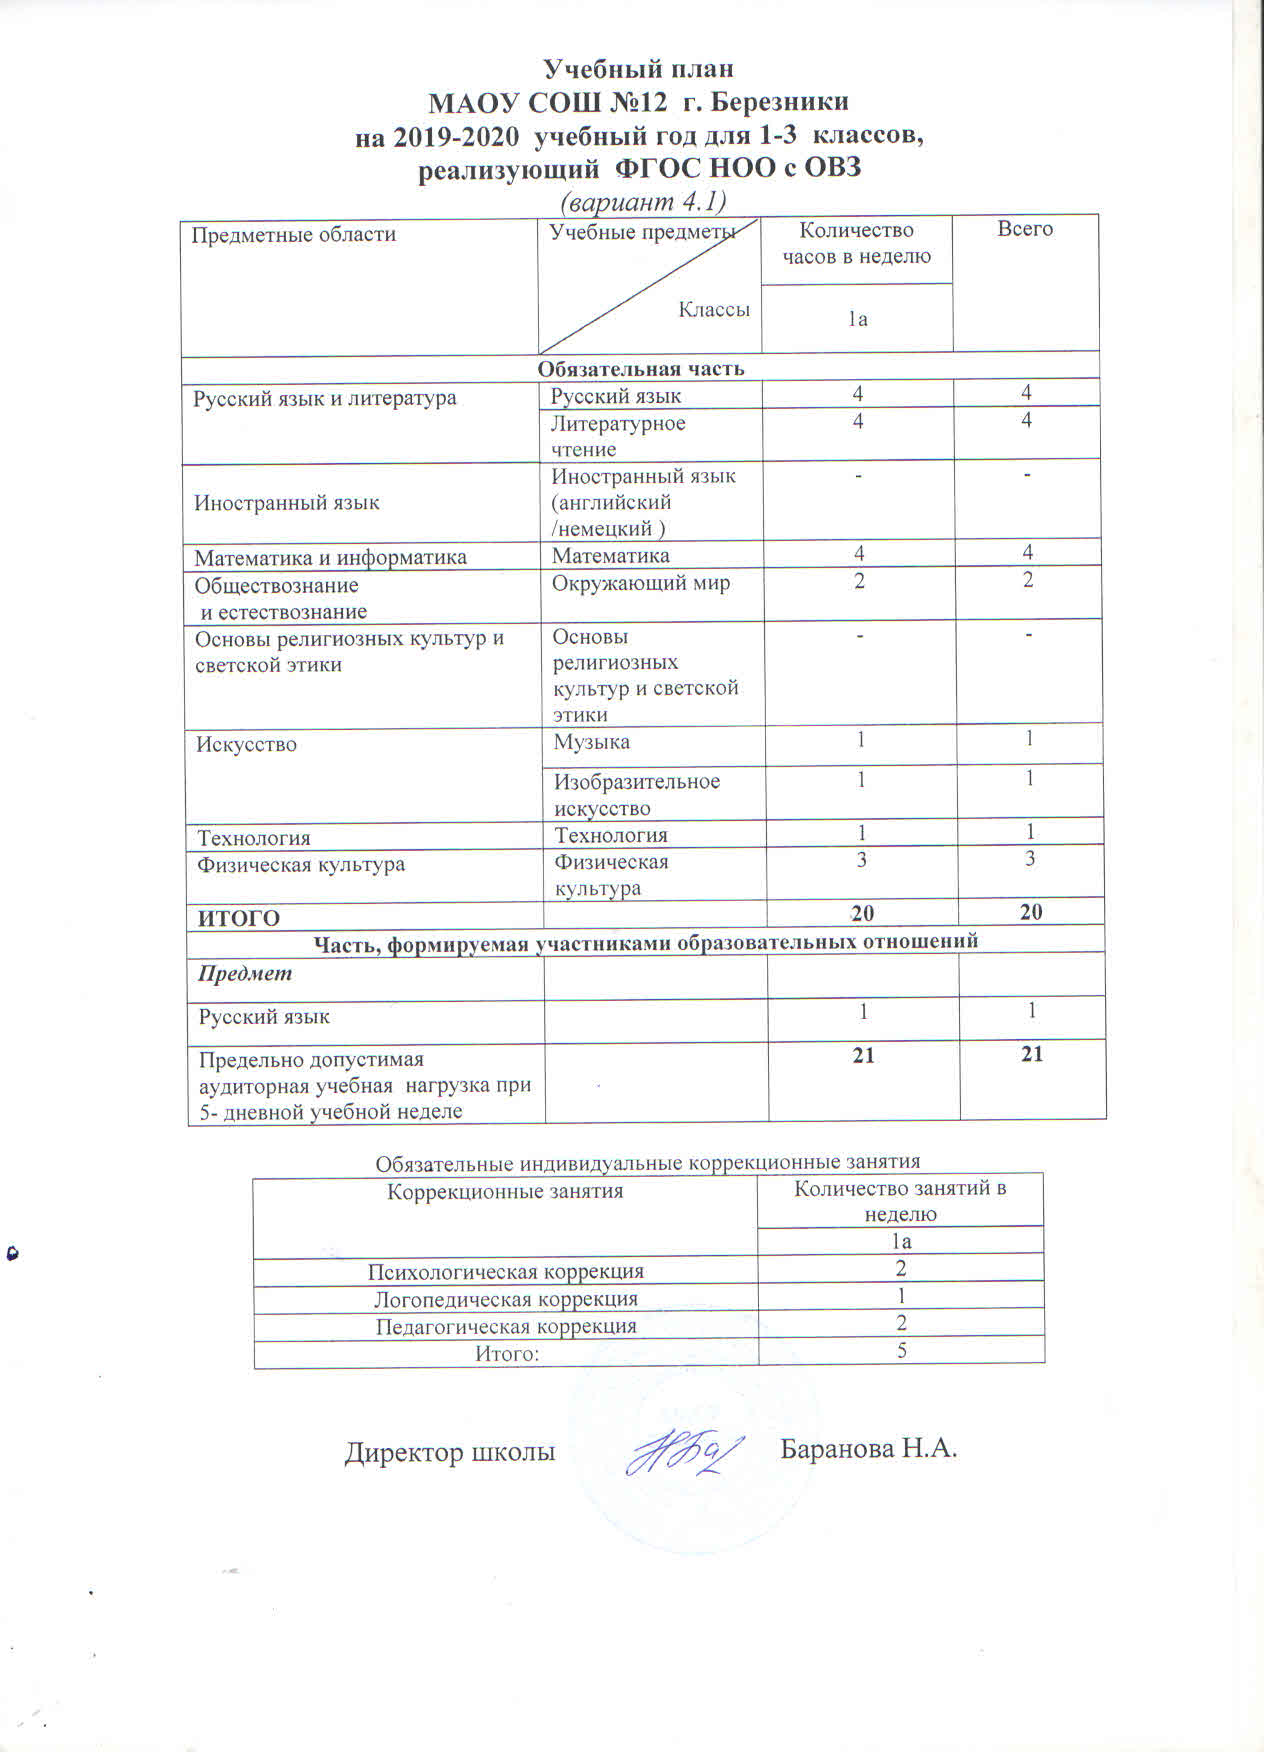 Учебный план
МАОУ СОШ №12 г. Березники
на 2019-2020 учебный год для 1-3 классов,
реализующий ФГОС НОО с ОВЗ
(вариант 4.1)
Предметные области
Учебные предметы
Классы
Количество
часов в неделю
Всего
1а
Обязательная часть
Русский язык и литература
Русский язык
4
4
Литературное
чтение
4
4
Иностранный язык
Иностранный язык
(английский
/немецкий )
-
-
Математика и информатика
Математика
4
4
Обществознание
и естествознание
Окружающий мир
2
2
Основы религиозных культур и
светской этики
Основы
религиозных
культур и светской
этики
-
-
Искусство
Музыка
1
1
Изобразительное
искусство
1
1
Технология
Технология
1
1
Физическая культура
Физическая
культура
3
3
ИТОГО
20
20
Часть, формируемая участниками образовательных отношений
Предмет
Русский язык
1
1
Предельно допустимая
аудиторная учебная нагрузка при
5- дневной учебной неделе
21
21
Обязательные индивидуальные коррекционные занятия
Коррекционные занятия
Количество занятий в
неделю
1а
Психологическая коррекция
2
Логопедическая коррекция
1
Педагогическая коррекция
2
Итого:
5
Директор школы
Баранова Н.А.